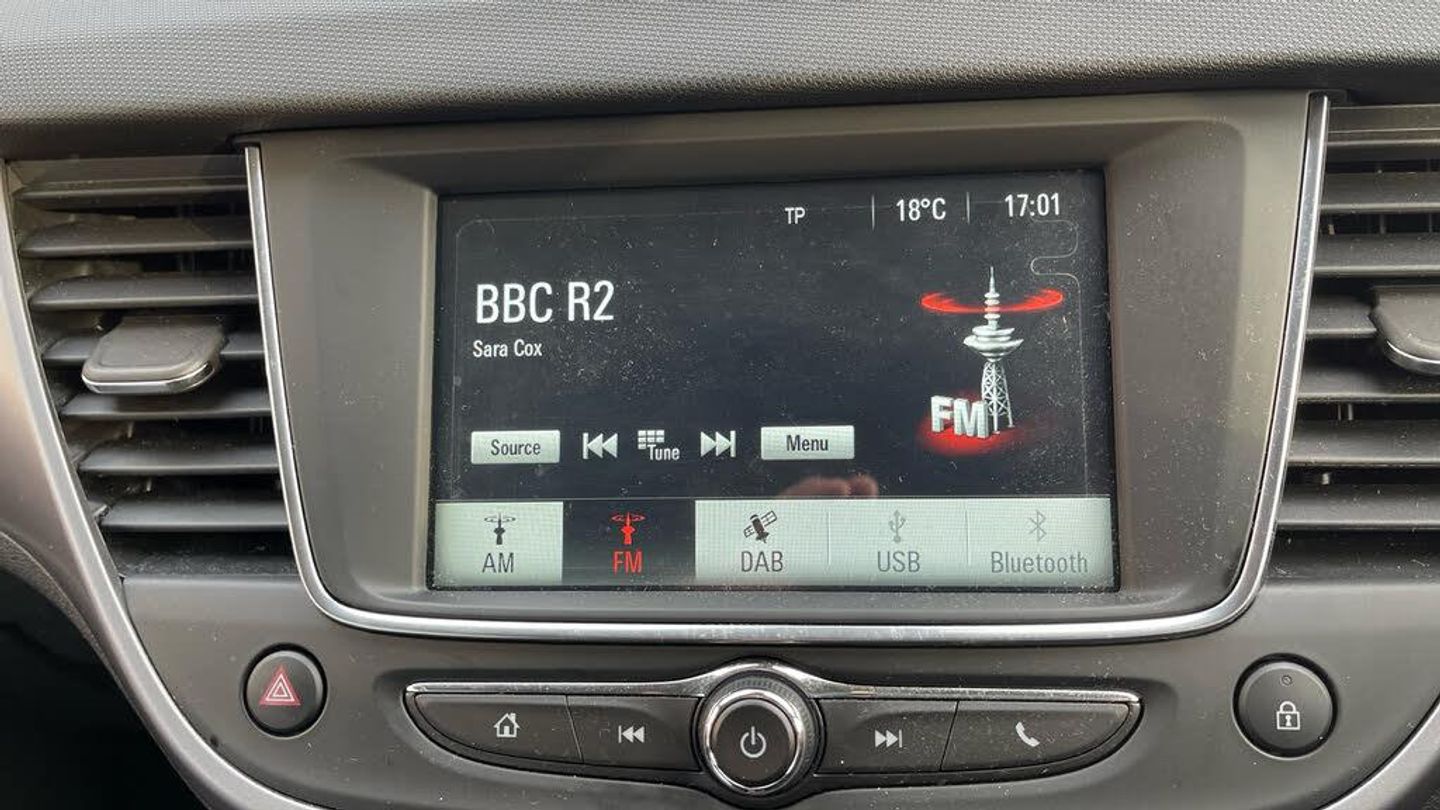 TP 18°C 17:01
BBC R2
Sara Cox
FM
Source Tune Menu
AM FM DAB USB Bluetooth